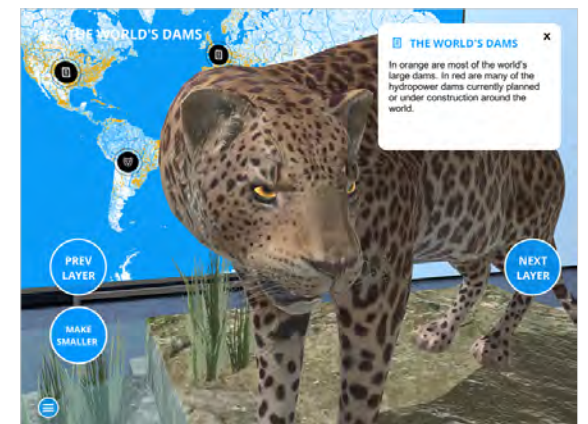 THE WORLD'S DAMS
THE WORLD'S DAMS
X
In orange are most of the world's
large dams. In red are many of the
hydropower dams currently planned
or under construction around the
world.
PREV
LAYER
NEXT
LAYER
MAKE
SMALLER